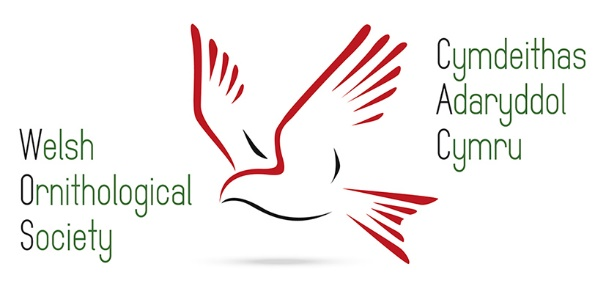 Welsh
Ornithological
Society
Cymdeithas
Adaryddol
Cymru